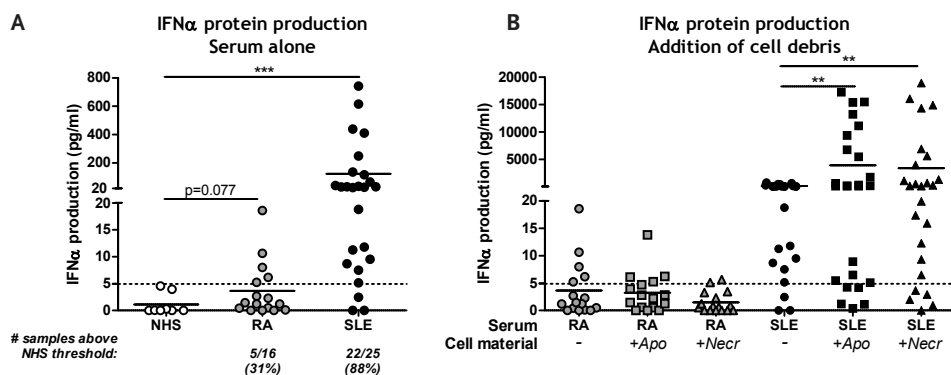 A
IFNα protein production
Serum alone
IFNα production (pg/ml)
800
600
400
200
20
20
15
10
5
0
***
p=0.077
NHS
RA
SLE
# samples above
NHS threshold:
5/16
(31%)
22/25
(88%)
B
IFNα protein production
Addition of cell debris
IFNα production (pg/ml)
20000
15000
10000
5000
20
20
15
10
5
0
**
**
Serum RA RA RA SLE SLE SLE
Cell material - +Apo +Necr - +Apo +Necr